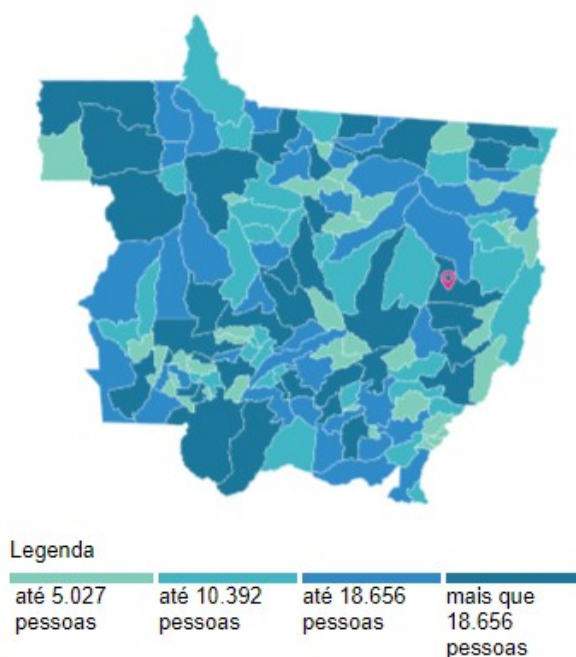 Legenda
até 5.027
pessoas
até 10.392
pessoas
até 18.656
pessoas
mais que
18.656
pessoas